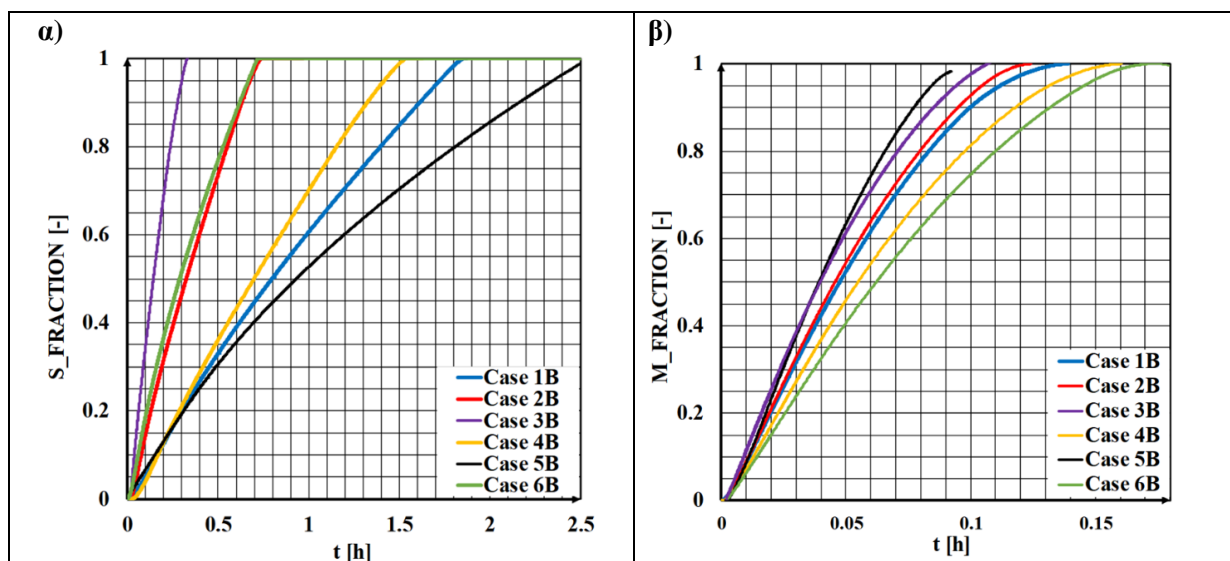 α)
S_FRACTION [-]
1
0.8
0.6
0.4
0.2
0
0
0.5
1
1.5
2
2.5
t [h]
Case 1B
Case 2B
Case 3B
Case 4B
Case 5B
Case 6B
β)
M_FRACTION [-]
1
0.8
0.6
0.4
0.2
0
0
0.05
0.1
0.15
t [h]
Case 1B
Case 2B
Case 3B
Case 4B
Case 5B
Case 6B